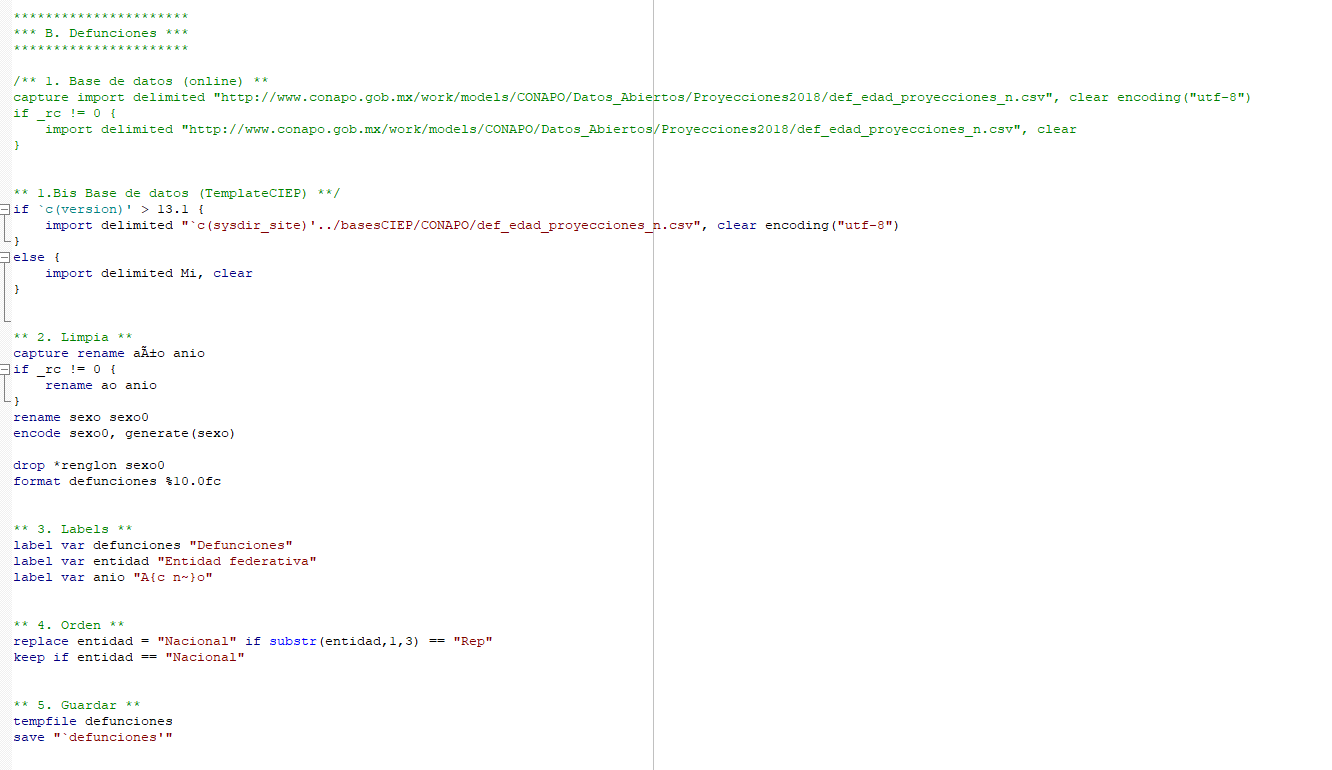 **********************
*** B. Defunciones ***
**********************
/** 1. Base de datos (online) **
capture import delimited "http://www.conapo.gob.mx/work/models/CONAPO/Datos_Abiertos/Proyecciones2018/def_edad_proyecciones_n.csv", clear encoding("utf-8")
if _rc != 0 {
    import delimited "http://www.conapo.gob.mx/work/models/CONAPO/Datos_Abiertos/Proyecciones2018/def_edad_proyecciones_n.csv", clear
}
** 1.Bis Base de datos (TemplateCIEP) **/
if `c(version)' > 13.1 {
    import delimited "`c(sysdir_site)'../basesCIEP/CONAPO/def_edad_proyecciones_n.csv", clear encoding("utf-8")
}
else {
    import delimited Mi, clear
}
** 2. Limpia **
capture rename aÃ±o anio
if _rc != 0 {
    rename ao anio
}
rename sexo sexo0
encode sexo0, generate(sexo)
drop *renglon sexo0
format defunciones %10.0fc
** 3. Labels **
label var defunciones "Defunciones"
label var entidad "Entidad federativa"
label var anio "A{c n~}o"
** 4. Orden **
replace entidad = "Nacional" if substr(entidad,1,3) == "Rep"
keep if entidad == "Nacional"
** 5. Guardar **
tempfile defunciones
save "`defunciones'"